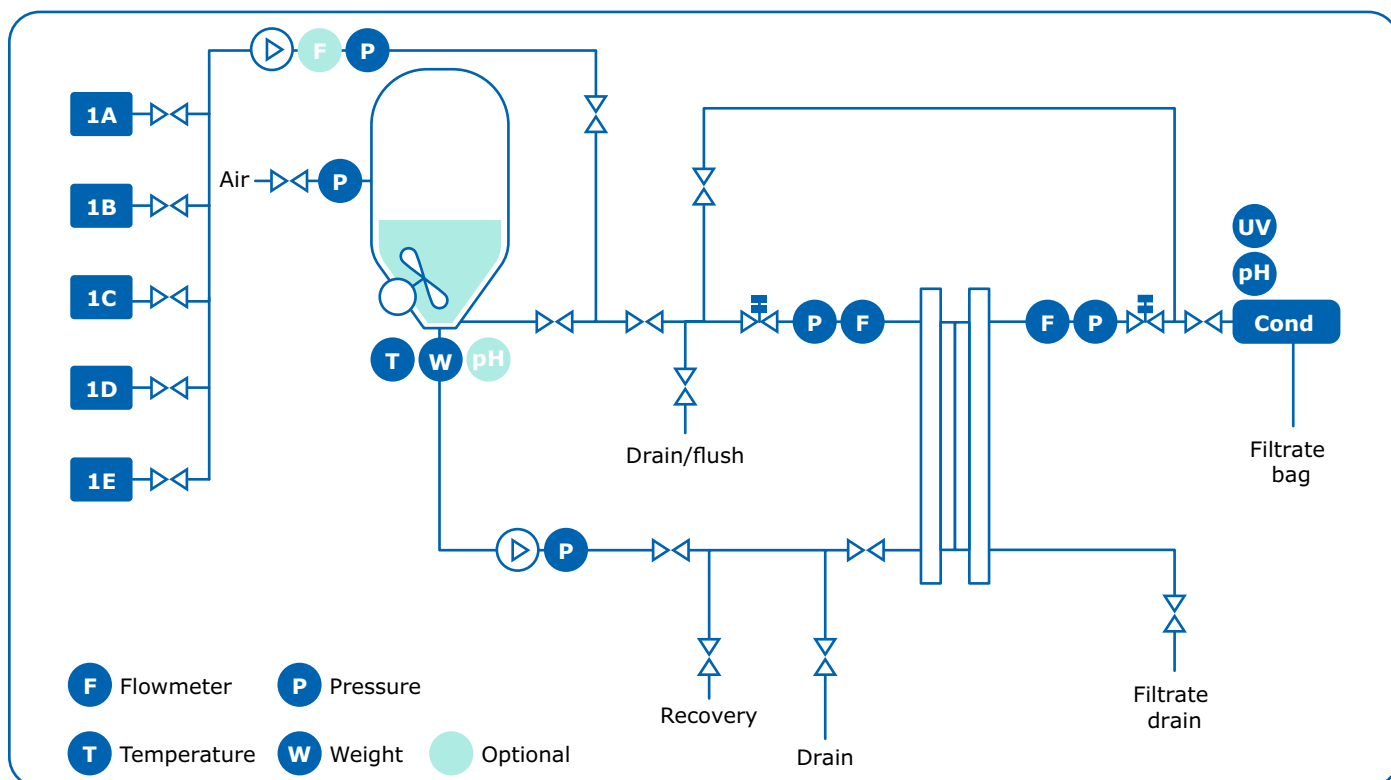 F
P
1A
Air
P
1B
UV
pH
1C
P
F
F
P
Cond
T
W
pH
1D
Drain/flush
Filtrate
bag
1E
P
F Flowmeter
P Pressure
Filtrate
drain
Recovery
T Temperature
W Weight
Optional
Drain